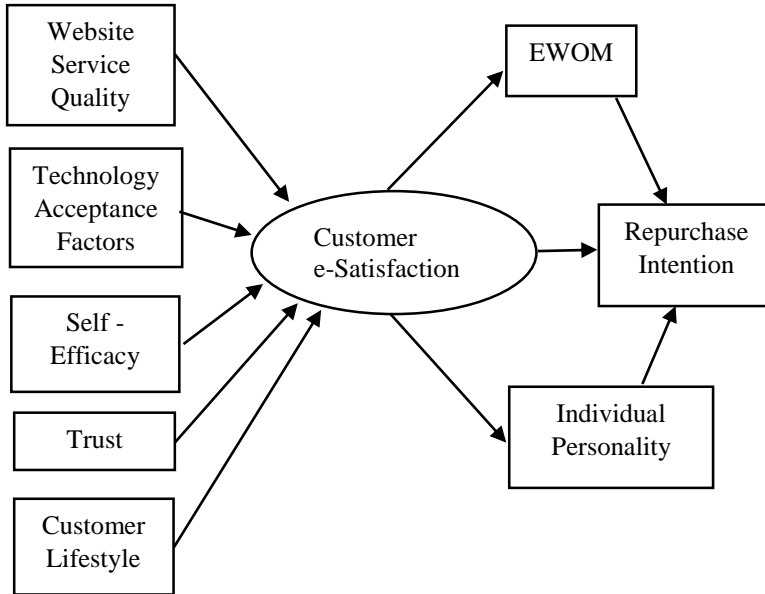 Website
Service
Quality
Technology
Acceptance
Factors
Self -
Efficacy
Trust
Customer
Lifestyle
Customer
e-Satisfaction
EWOM
Repurchase
Intention
Individual
Personality